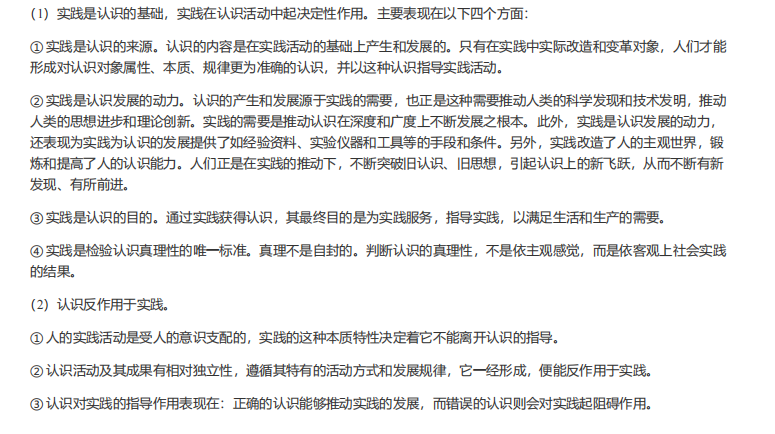 （1）实践是认识的基础，实践在认识活动中起决定性作用。主要表现在以下四个方面：
① 实践是认识的来源。认识的内容是在实践活动的基础上产生和发展的。只有在实践中实际改造和变革对象，人们才能
形成对认识对象属性、本质、规律更为准确的认识，并以这种认识指导实践活动。
② 实践是认识发展的动力。认识的产生和发展源于实践的需要，也正是这种需要推动人类的科学发现和技术发明，推动
人类的思想进步和理论创新。实践的需要是推动认识在深度和广度上不断发展之根本。此外，实践是认识发展的动力，
还表现为实践为认识的发展提供了如经验资料、实验仪器和工具等的手段和条件。另外，实践改造了人的主观世界，锻
炼和提高了人的认识能力。人们正是在实践的推动下，不断突破旧认识、旧思想，引起认识上的新飞跃，从而不断有新
发现、有所前进。
③ 实践是认识的目的。通过实践获得认识，其最终目的是为实践服务，指导实践，以满足生活和生产的需要。
④ 实践是检验认识真理性的唯一标准。真理不是自封的。判断认识的真理性，不是依主观感觉，而是依客观上社会实践
的结果。
（2）认识反作用于实践。
① 人的实践活动是受人的意识支配的，实践的这种本质特性决定着它不能离开认识的指导。
② 认识活动及其成果有相对独立性，遵循其特有的活动方式和发展规律，它一经形成，便能反作用于实践。
③ 认识对实践的指导作用表现在：正确的认识能够推动实践的发展，而错误的认识则会对实践起阻碍作用。